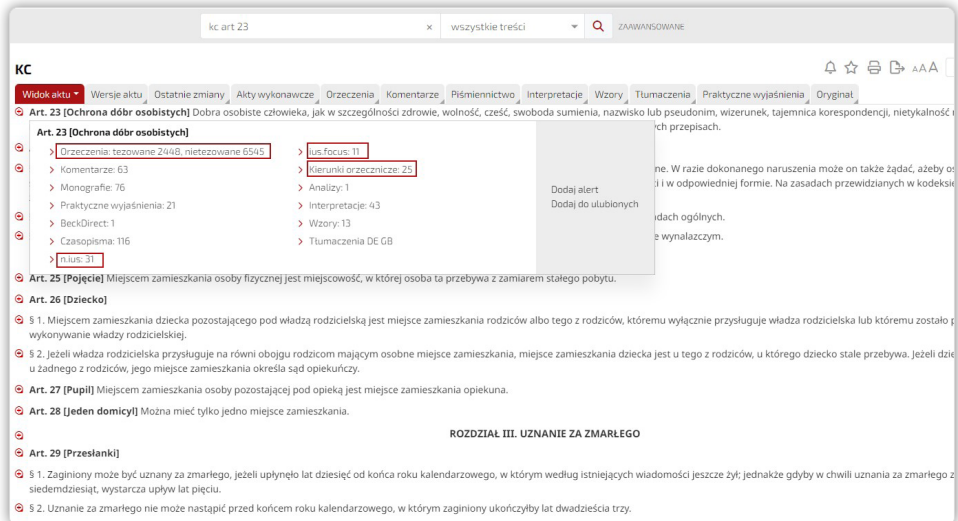 kc art 23 × wszystkie treści ZAAWANSOWANE
KC
AAA
Widok aktu Wersje aktu Ostatnie zmiany Akty wykonawcze Orzeczenia Komentarze Piśmiennictwo Interpretacje Wzory Tłumaczenia Praktyczne wyjaśnienia Oryginał
Art. 23 [Ochrona dóbr osobistych] Dobra osobiste człowieka, jak w szczególności zdrowie, wolność, cześć, swoboda sumienia, nazwisko lub pseudonim, wizerunek, tajemnica korespondencji, nietykalność
ch przepisach.
Art. 23 [Ochrona dóbr osobistych]
Orzeczenia: tezowane 2448, nietezowane 6545
Komentarze: 63
Monografie: 76
Praktyczne wyjaśnienia: 21
BeckDirect: 1
Czasopisma: 116
n.ius: 31
ius.focus: 11
Kierunki orzecznicze: 25
Analizy: 1
Interpretacje: 43
Wzory: 13
Tłumaczenia DE GB
Dodaj alert
Dodaj do ulubionych
ne. W razie dokonanego naruszenia może on także żądać, ażeby os
ci i w odpowiedniej formie. Na zasadach przewidzianych w kodeksie
adach ogólnych.
e wynalazczym.
Art. 25 [Pojęcie] Miejscem zamieszkania osoby fizycznej jest miejscowość, w której osoba ta przebywa z zamiarem stałego pobytu.
Art. 26 [Dziecko]
§ 1. Miejscem zamieszkania dziecka pozostającego pod władzą rodzicielską jest miejsce zamieszkania rodziców albo tego z rodziców, któremu wyłącznie przysługuje władza rodzicielska lub któremu zostało p
wykonywanie władzy rodzicielskiej.
§ 2. Jeżeli władza rodzicielska przysługuje na równi obojgu rodzicom mającym osobne miejsce zamieszkania, miejsce zamieszkania dziecka jest u tego z rodziców, u którego dziecko stale przebywa. Jeżeli dzie
u żadnego z rodziców, jego miejsce zamieszkania określa sąd opiekuńczy.
Art. 27 [Pupil] Miejscem zamieszkania osoby pozostającej pod opieką jest miejsce zamieszkania opiekuna.
Art. 28 [Jeden domicyl] Można mieć tylko jedno miejsce zamieszkania.
ROZDZIAŁ III. UZNANIE ZA ZMARŁEGO
Art. 29 [Przesłanki]
§ 1. Zaginiony może być uznany za zmarłego, jeżeli upłynęło lat dziesięć od końca roku kalendarzowego, w którym według istniejących wiadomości jeszcze żył; jednakże gdyby w chwili uznania za zmarłego z
siedemdziesiąt, wystarcza upływ lat pięciu.
§ 2. Uznanie za zmarłego nie może nastąpić przed końcem roku kalendarzowego, w którym zaginiony ukończyłby lat dwadzieścia trzy.